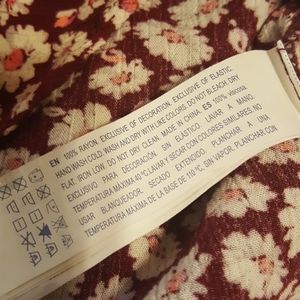 EN 100% RAYON. EXCLUSIVE OF DECORATION. EXCLUSIVE OF ELASTIC.
HAND WASH COLD. WASH AND DRY WITH LIKE COLORS. DO NOT BLEACH. DRY
FLAT. IRON LOW. DO NOT DRY CLEAN. MADE IN CHINA. ES 100% viscosa.
EXCLUSIVO PARA DECORACIÓN. SIN ELÁSTICO. LAVAR A MANO
TEMPERATURA MÁXIMA 40 °C. LAVAR Y SECAR CON COLORES SIMILARES. NO
USAR BLANQUEADOR. SECADO EXTENDIDO. PLANCHAR A UNA
TEMPERATURA MÁXIMA DE LA BASE DE 110 °C, SIN VAPOR. PLANCHAR CON